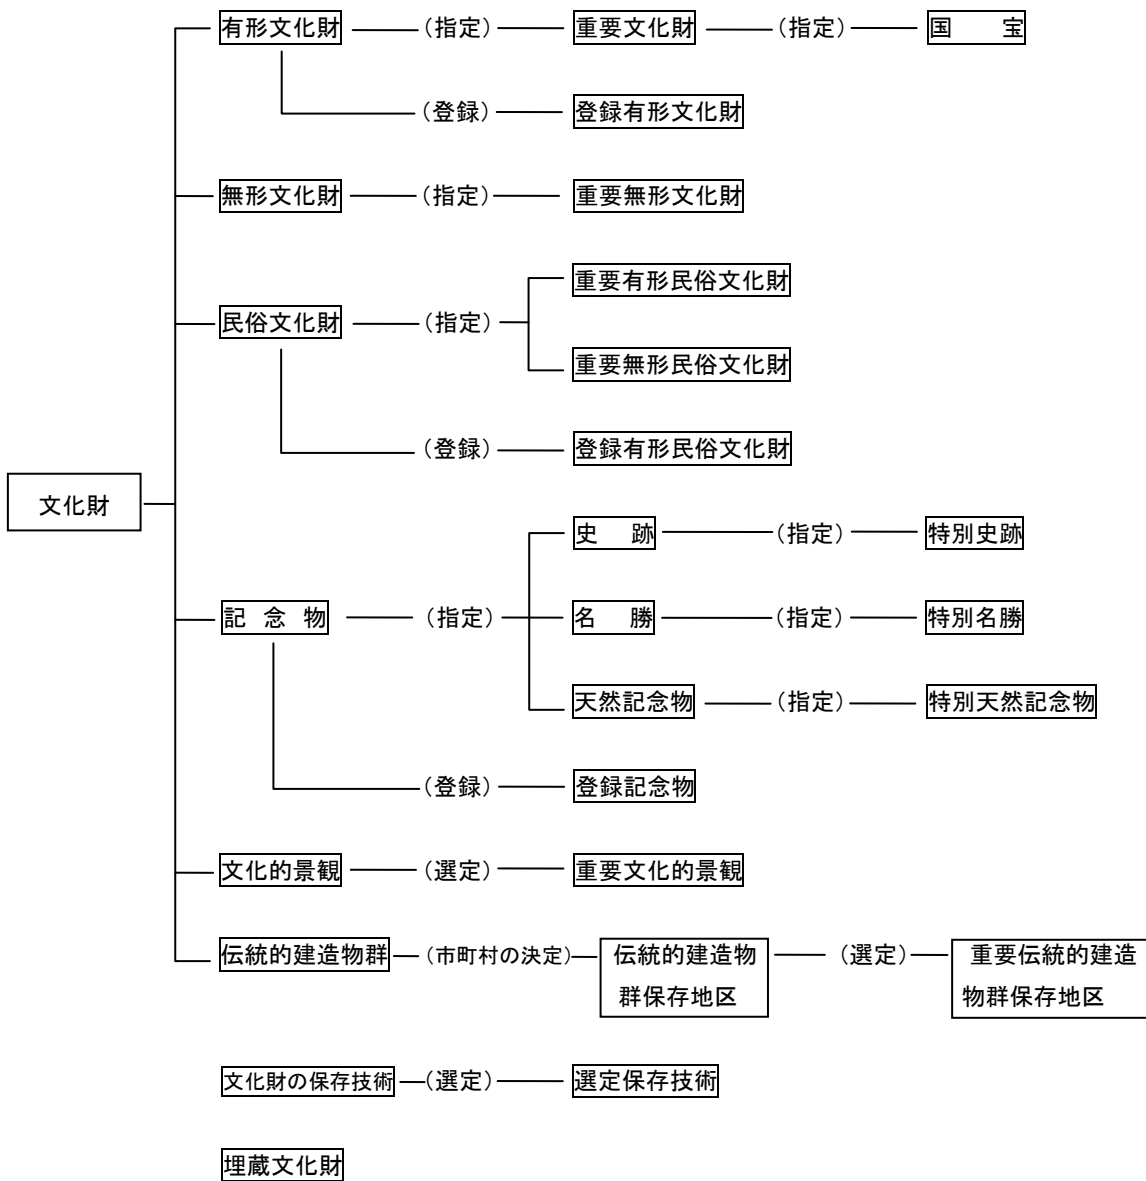 有形文化財 (指定) 重要文化財 (指定) 国 宝
(登録) 登録有形文化財
無形文化財 (指定) 重要無形文化財
重要有形民俗文化財
民俗文化財 (指定)
重要無形民俗文化財
(登録) 登録有形民俗文化財
文化財
史 跡 (指定) 特別史跡
記 念 物 (指定) 名 勝 (指定) 特別名勝
天然記念物 (指定) 特別天然記念物
(登録) 登録記念物
文化的景観 (選定) 重要文化的景観
伝統的建造物群 (市町村の決定) 伝統的建造物 (選定) 重要伝統的建造
群保存地区 物群保存地区
文化財の保存技術 (選定) 選定保存技術
埋蔵文化財